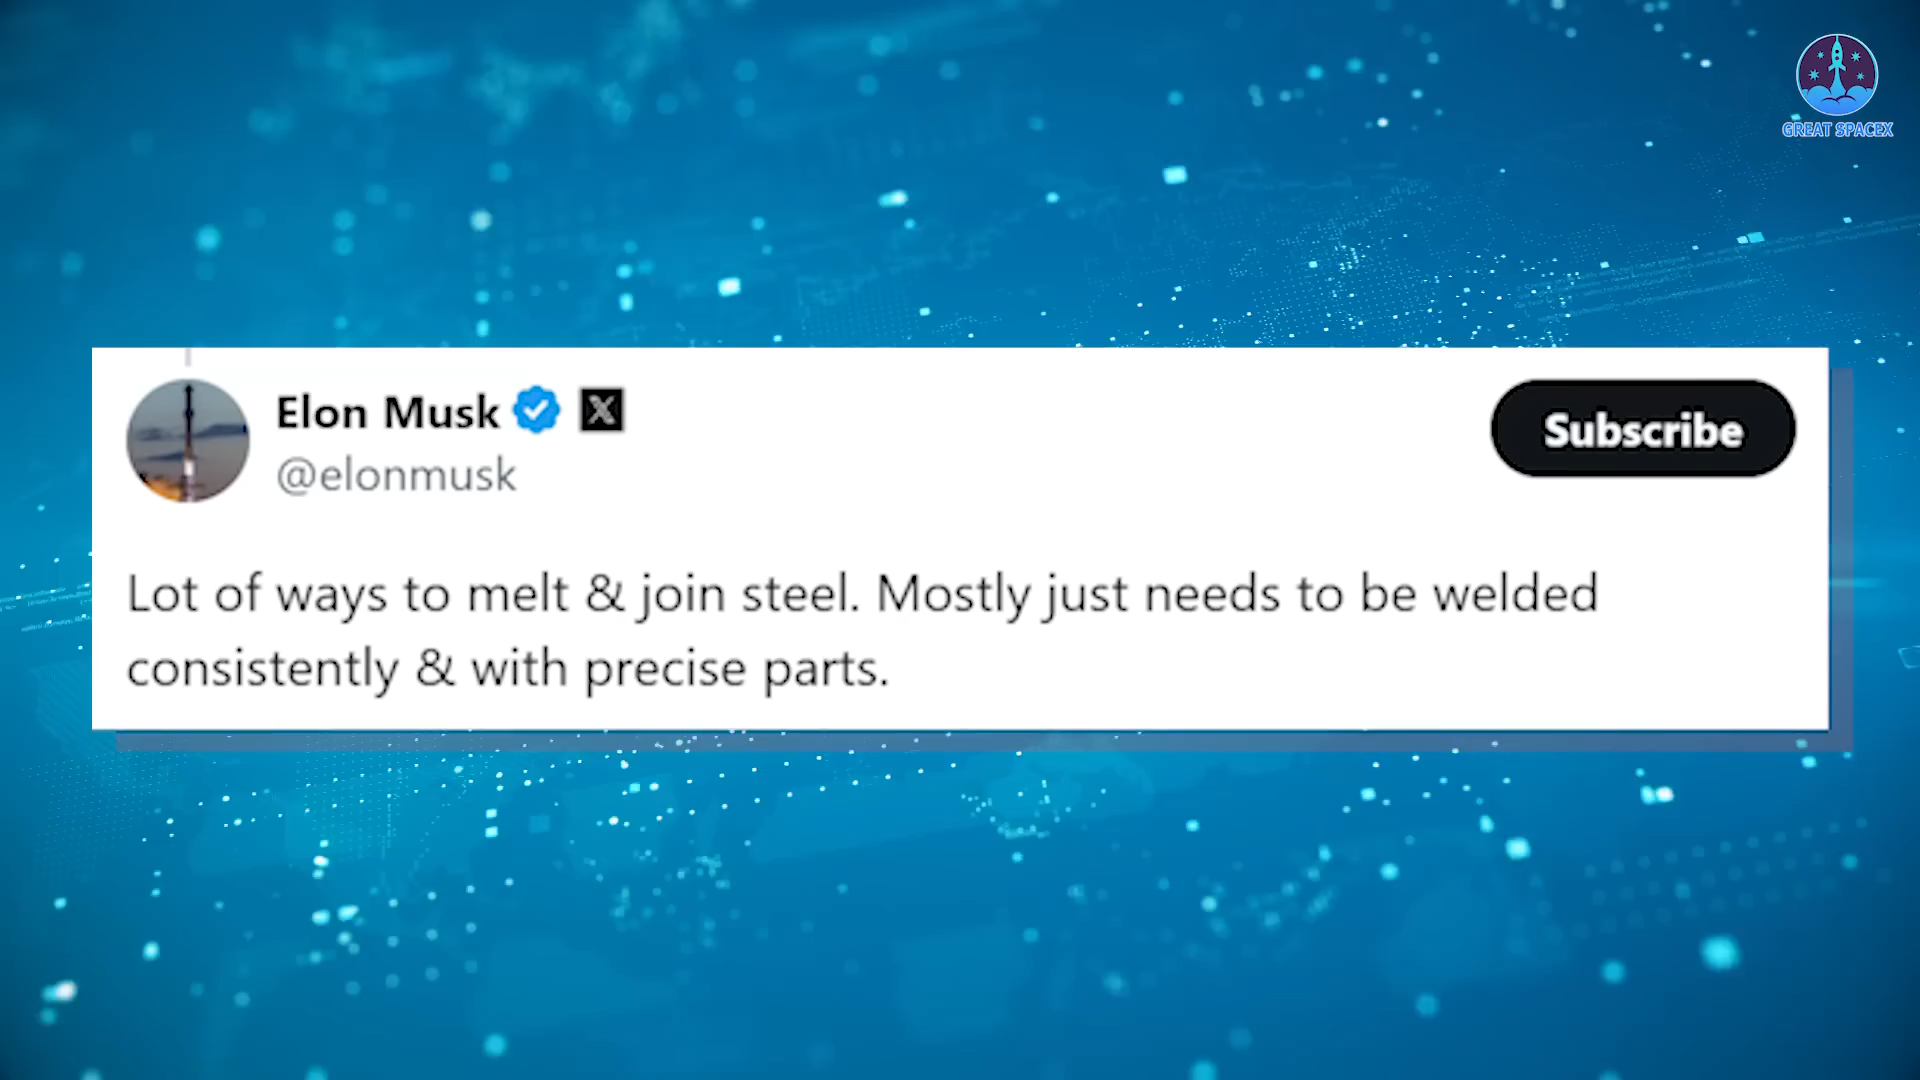 GREAT SPACEX
Elon Musk
@elonmusk
Subscribe
Lot of ways to melt & join steel. Mostly just needs to be welded
consistently & with precise parts.